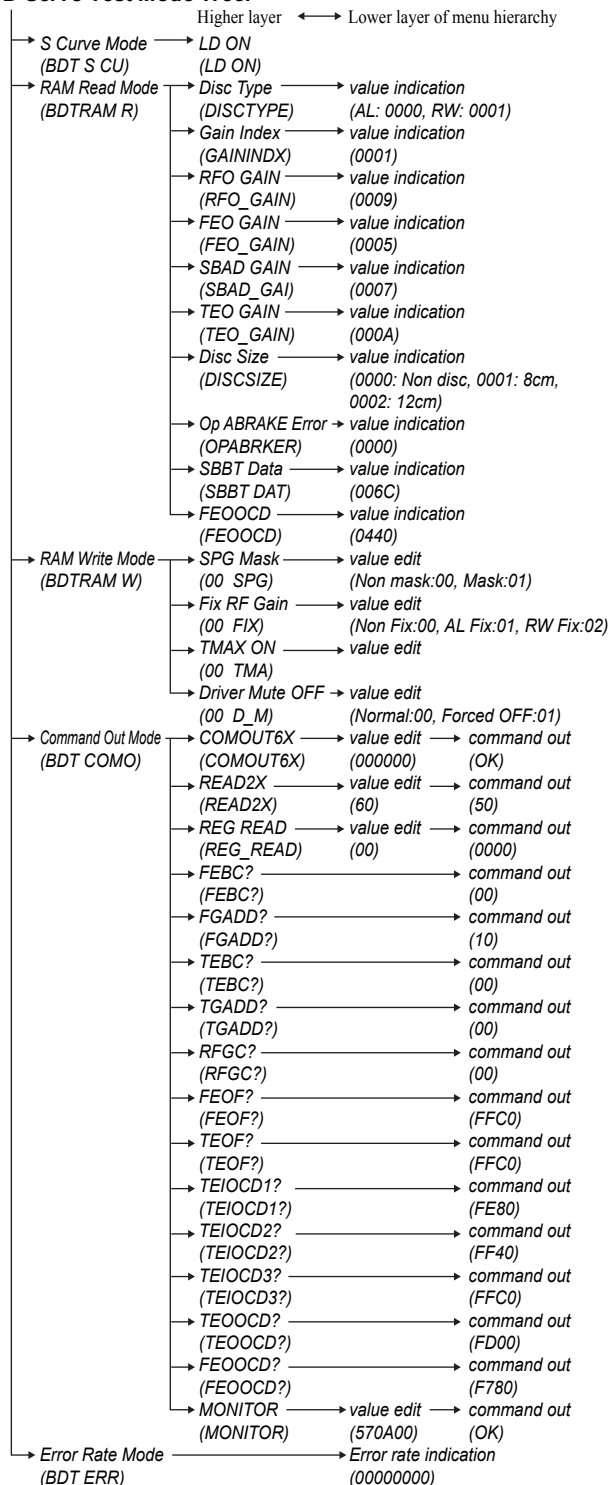 Higher layer ⟷ Lower layer of menu hierarchy
S Curve Mode → LD ON
(BDT S CU) (LD ON)
RAM Read Mode → Disc Type → value indication
(BDTRAM R) (DISCTYPE) (AL: 0000, RW: 0001)
Gain Index → value indication
(GAININDX) (0001)
RFO GAIN → value indication
(RFO_GAIN) (0009)
FEO GAIN → value indication
(FEO_GAIN) (0005)
SBAD GAIN → value indication
(SBAD_GAI) (0007)
TEO GAIN → value indication
(TEO_GAIN) (000A)
Disc Size → value indication
(DISCSIZE) (0000: Non disc, 0001: 8cm,
0002: 12cm)
Op ABRAKE Error → value indication
(OPABRKER) (0000)
SBBT Data → value indication
(SBBT DAT) (006C)
FEOOCD → value indication
(FEOOCD) (0440)
RAM Write Mode → SPG Mask → value edit
(BDTRAM W) (00 SPG) (Non mask:00, Mask:01)
Fix RF Gain → value edit
(00 FIX) (Non Fix:00, AL Fix:01, RW Fix:02)
TMAX ON → value edit
(00 TMA)
Driver Mute OFF → value edit
(00 D_M) (Normal:00, Forced OFF:01)
Command Out Mode → COMOUT6X → value edit → command out
(BDT COMO) (COMOUT6X) (000000) (OK)
READ2X → value edit → command out
(READ2X) (60) (50)
REG READ → value edit → command out
(REG_READ) (00) (0000)
FEBC? → command out
(FEBC?) (00)
FGADD? → command out
(FGADD?) (10)
TEBC? → command out
(TEBC?) (00)
TGADD? → command out
(TGADD?) (00)
RFGC? → command out
(RFGC?) (00)
FEOF? → command out
(FEOF?) (FFC0)
TEOF? → command out
(TEOF?) (FFC0)
TEIOCD1? → command out
(TEIOCD1?) (FE80)
TEIOCD2? → command out
(TEIOCD2?) (FF40)
TEIOCD3? → command out
(TEIOCD3?) (FFC0)
TEOOCD? → command out
(TEOOCD?) (FD00)
FEOOCD? → command out
(FEOOCD?) (F780)
MONITOR → value edit → command out
(MONITOR) (570A00) (OK)
Error Rate Mode → Error rate indication
(BDT ERR) (00000000)